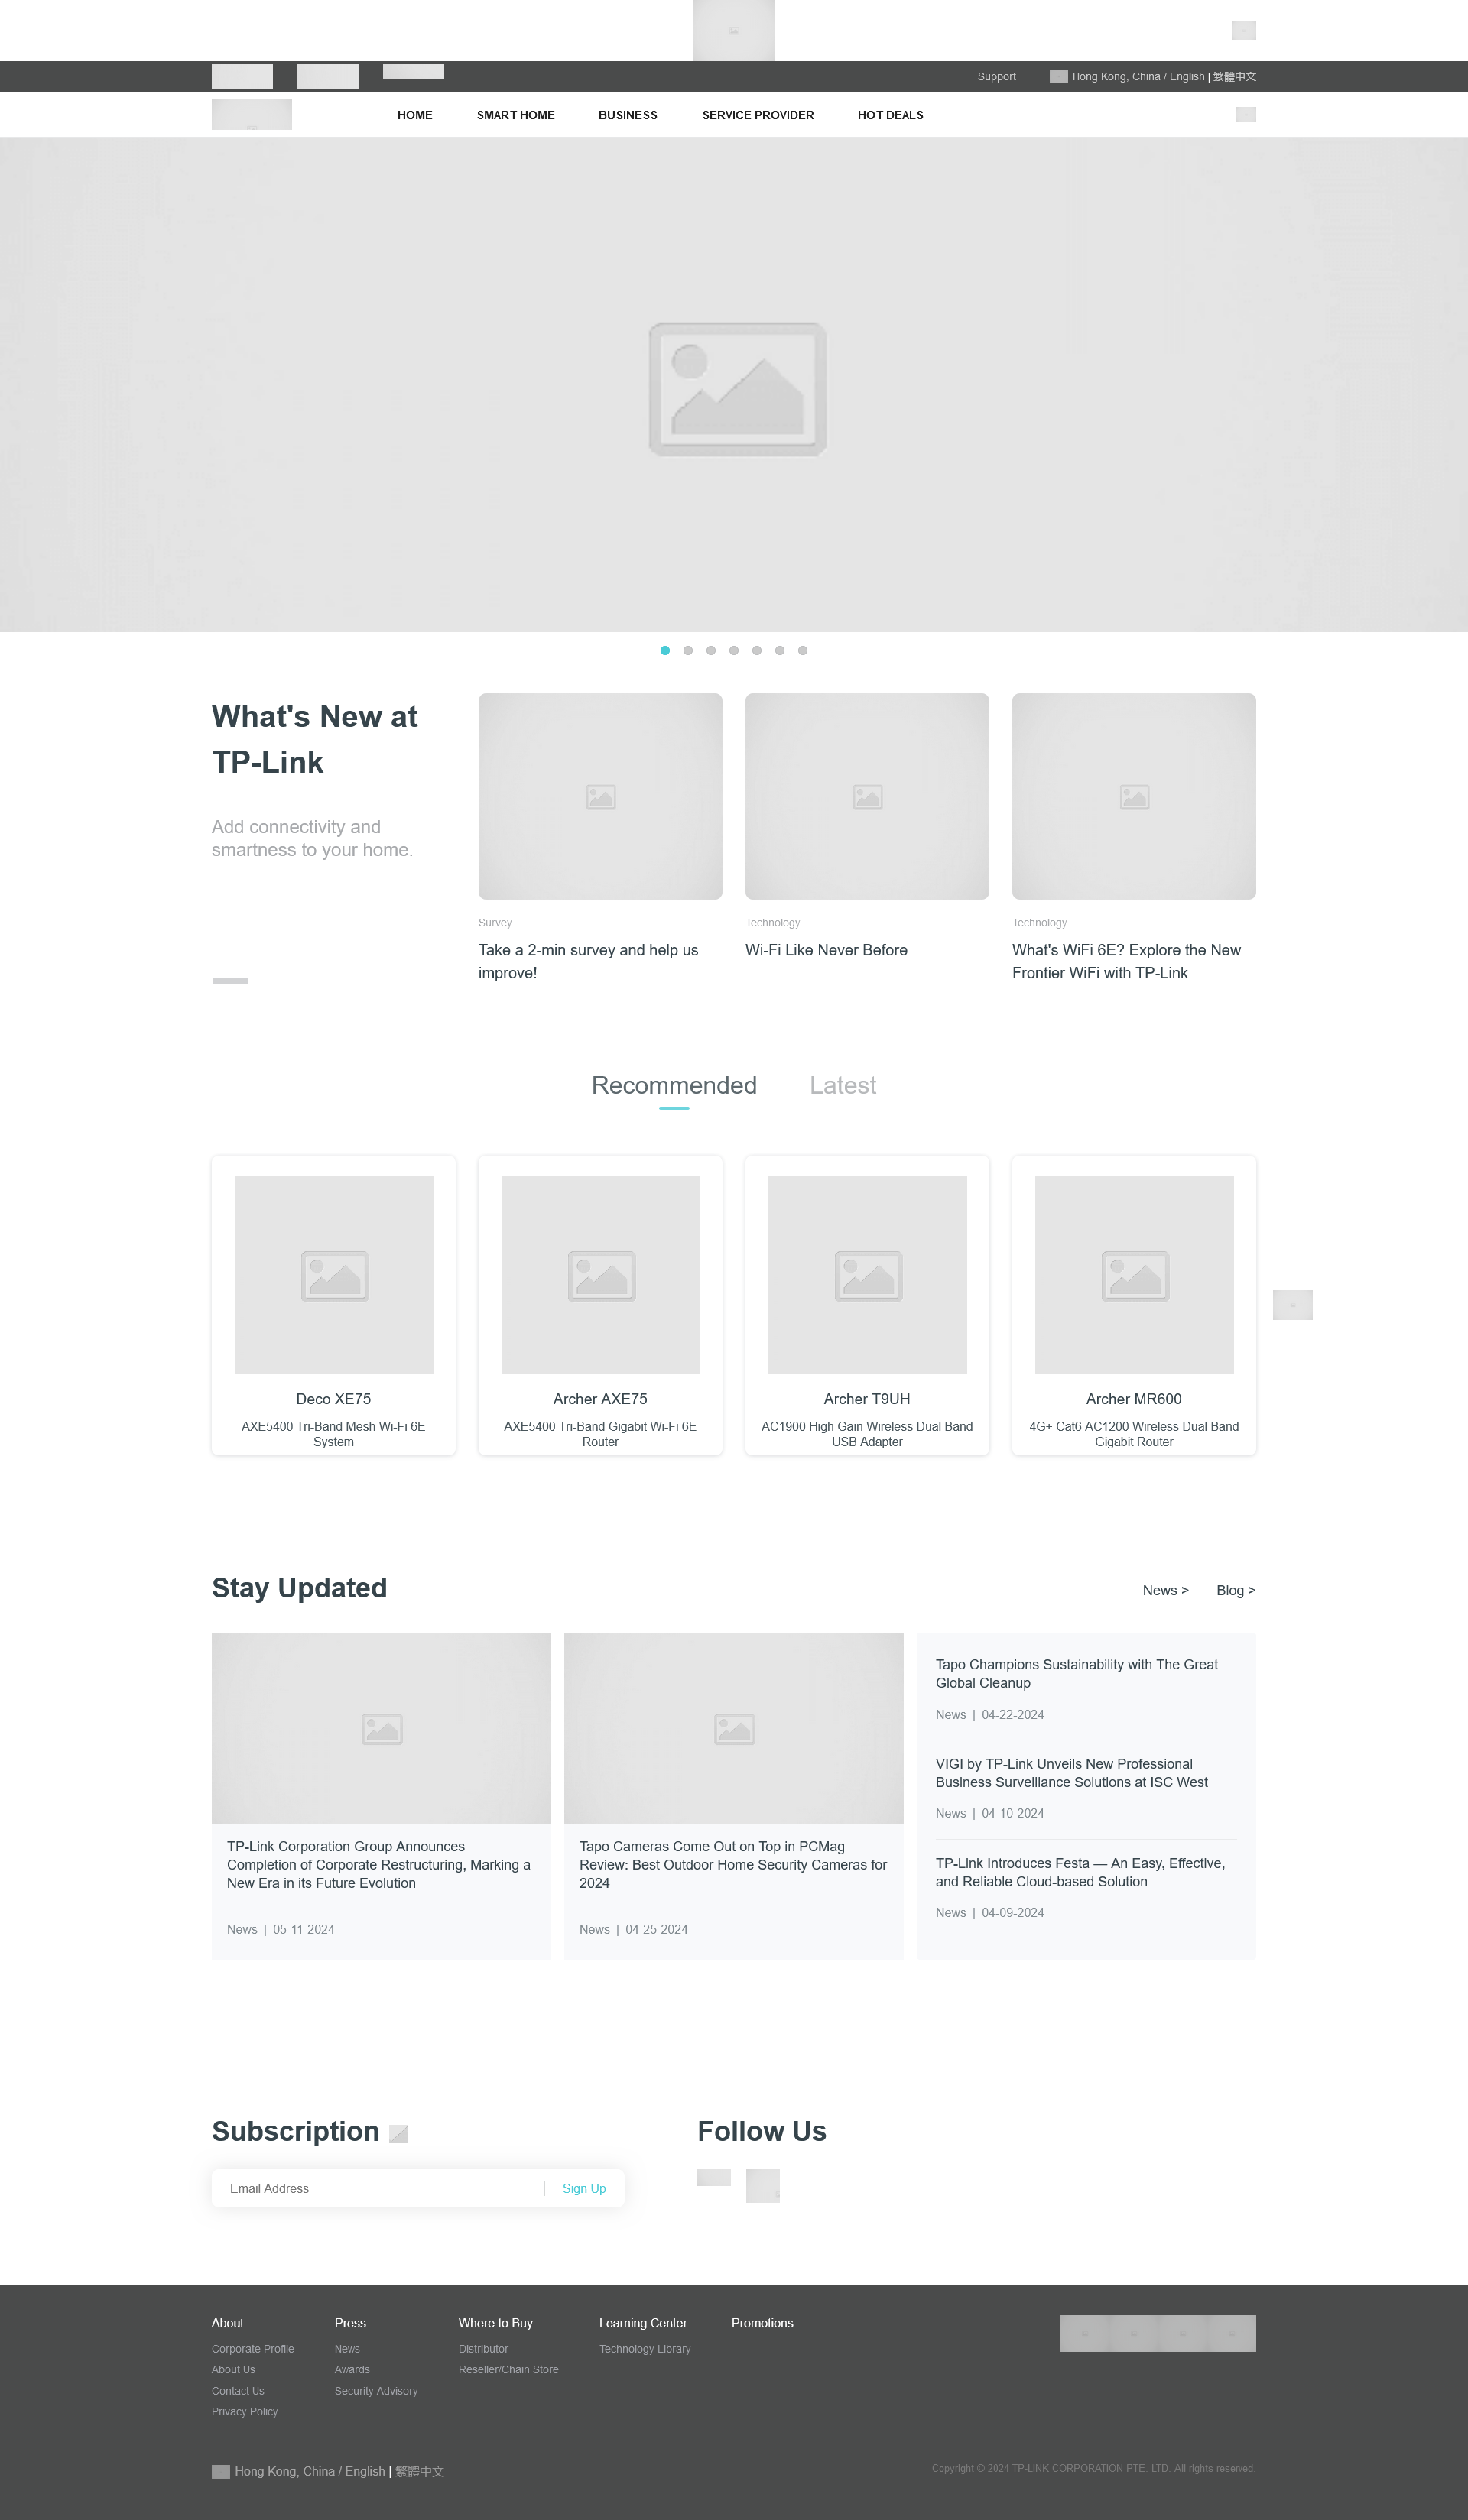 Support
Hong Kong, China / English | 繁體中文
HOME
SMART HOME
BUSINESS
SERVICE PROVIDER
HOT DEALS
What's New at
TP-Link
Add connectivity and
smartness to your home.
Survey
Take a 2-min survey and help us
improve!
Technology
Wi-Fi Like Never Before
Technology
What's WiFi 6E? Explore the New
Frontier WiFi with TP-Link
Recommended
Latest
Deco XE75
AXE5400 Tri-Band Mesh Wi-Fi 6E
System
Archer AXE75
AXE5400 Tri-Band Gigabit Wi-Fi 6E
Router
Archer T9UH
AC1900 High Gain Wireless Dual Band
USB Adapter
Archer MR600
4G+ Cat6 AC1200 Wireless Dual Band
Gigabit Router
Stay Updated
News >
Blog >
TP-Link Corporation Group Announces
Completion of Corporate Restructuring, Marking a
New Era in its Future Evolution
News | 05-11-2024
Tapo Cameras Come Out on Top in PCMag
Review: Best Outdoor Home Security Cameras for
2024
News | 04-25-2024
Tapo Champions Sustainability with The Great
Global Cleanup
News | 04-22-2024
VIGI by TP-Link Unveils New Professional
Business Surveillance Solutions at ISC West
News | 04-10-2024
TP-Link Introduces Festa — An Easy, Effective,
and Reliable Cloud-based Solution
News | 04-09-2024
Subscription
Email Address
Sign Up
Follow Us
About
Corporate Profile
About Us
Contact Us
Privacy Policy
Press
News
Awards
Security Advisory
Where to Buy
Distributor
Reseller/Chain Store
Learning Center
Technology Library
Promotions
Hong Kong, China / English | 繁體中文
Copyright © 2024 TP-LINK CORPORATION PTE. LTD. All rights reserved.